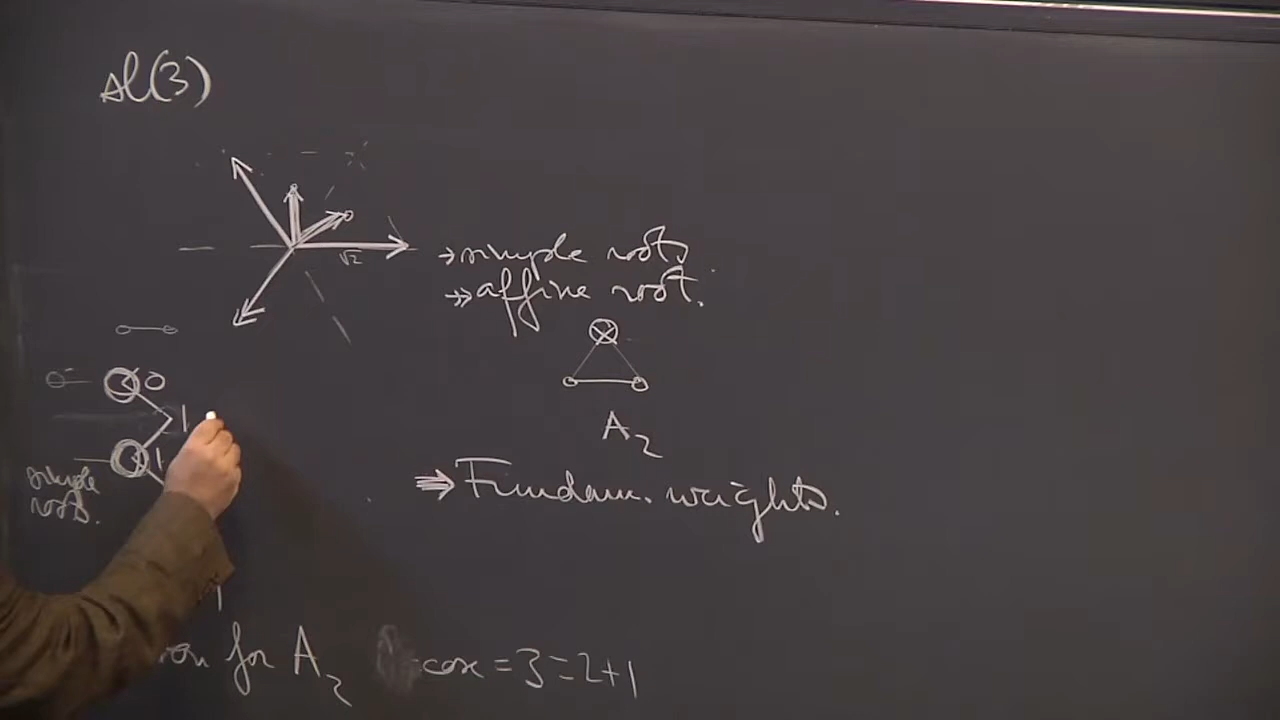 sl(3)
√2
→ simple roots
→ affine root.
A2
0
1
1
simple
roots.
⇒ Fundam. weights.
for A2 cox = 3 = 2+1